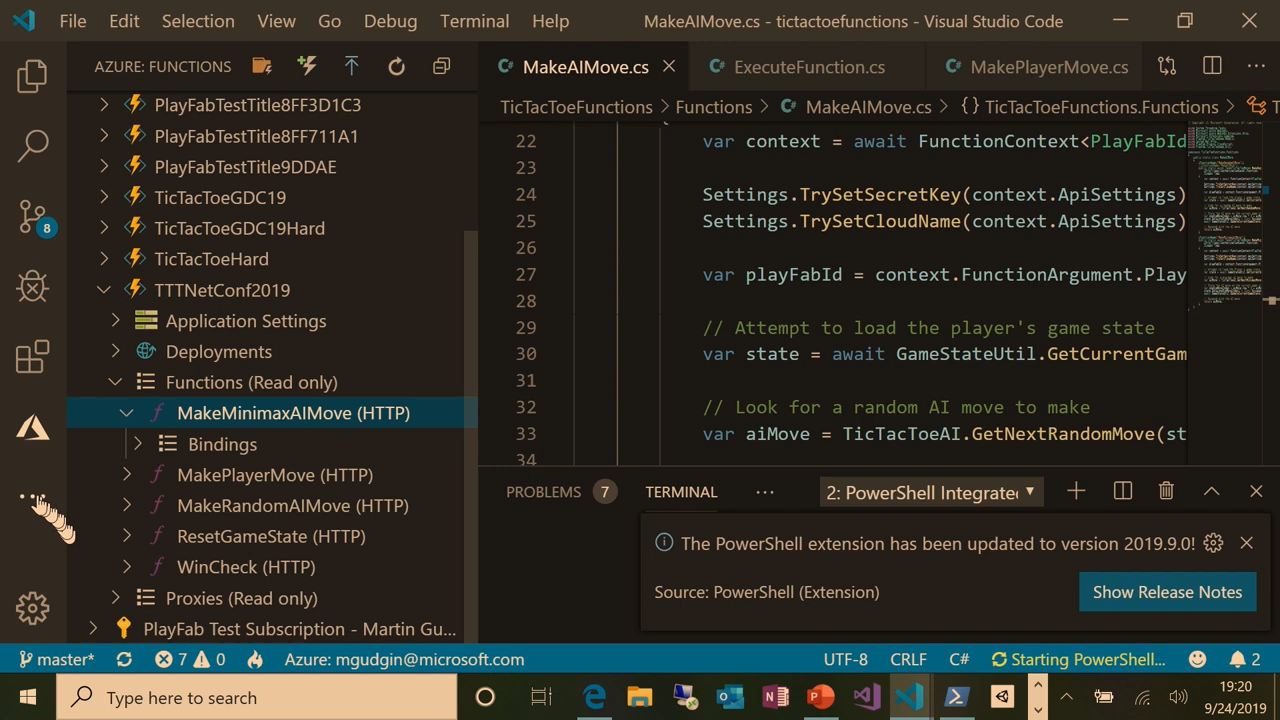 File Edit Selection View Go Debug Terminal Help MakeAIMove.cs - tictactoefunctions - Visual Studio Code
AZURE: FUNCTIONS
MakeAIMove.cs ExecuteFunction.cs MakePlayerMove.cs
TicTacToeFunctions > Functions > MakeAIMove.cs > {} TicTacToeFunctions.Functions > T
8
PlayFabTestTitle8FF3D1C3
PlayFabTestTitle8FF711A1
PlayFabTestTitle9DDAE
TicTacToeGDC19
TicTacToeGDC19Hard
TicTacToeHard
TTTNetConf2019
Application Settings
Deployments
Functions (Read only)
MakeMinimaxAIMove (HTTP)
Bindings
MakePlayerMove (HTTP)
MakeRandomAIMove (HTTP)
ResetGameState (HTTP)
WinCheck (HTTP)
Proxies (Read only)
PlayFab Test Subscription - Martin Gu...
22 var context = await FunctionContext<PlayFabId
23
24 Settings.TrySetSecretKey(context.ApiSettings)
25 Settings.TrySetCloudName(context.ApiSettings)
26
27 var playFabId = context.FunctionArgument.Play
28
29 // Attempt to load the player's game state
30 var state = await GameStateUtil.GetCurrentGam
31
32 // Look for a random AI move to make
33 var aiMove = TicTacToeAI.GetNextRandomMove(st
34
PROBLEMS 7 TERMINAL ... 2: PowerShell Integrated
The PowerShell extension has been updated to version 2019.9.0!
Source: PowerShell (Extension) Show Release Notes
master* 7 0 Azure: mgudgin@microsoft.com UTF-8 CRLF C# Starting PowerShell... 2
Type here to search
19:20
9/24/2019